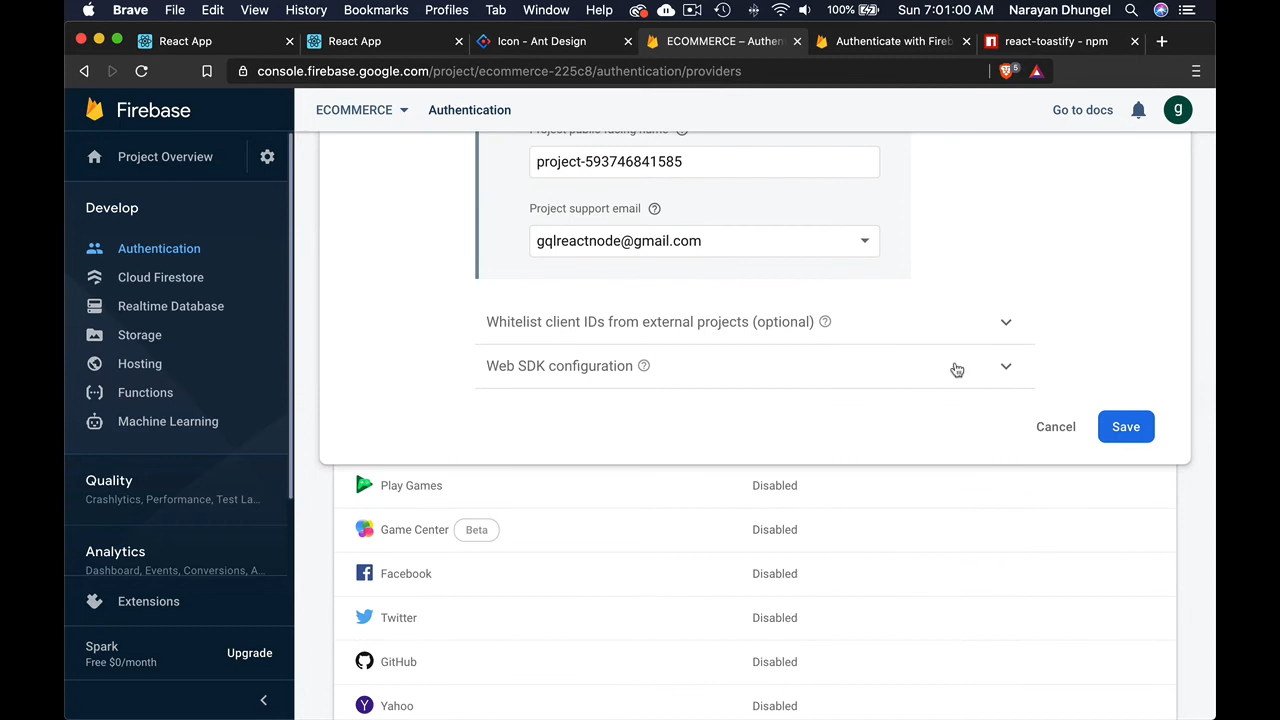 Brave File Edit View History Bookmarks Profiles Tab Window Help 100% Sun 7:01:00 AM Narayan Dhungel
React App × React App × Icon - Ant Design × ECOMMERCE – Authen × Authenticate with Fireb × react-toastify - npm × +
console.firebase.google.com/project/ecommerce-225c8/authentication/providers 5
Firebase
ECOMMERCE Authentication Go to docs g
Project Overview
Develop
Authentication
Cloud Firestore
Realtime Database
Storage
Hosting
Functions
Machine Learning
Quality
Crashlytics, Performance, Test La...
Analytics
Dashboard, Events, Conversions, A...
Extensions
Spark
Free $0/month
Upgrade
Project public-facing name
project-593746841585
Project support email
gqlreactnode@gmail.com
Whitelist client IDs from external projects (optional)
Web SDK configuration
Cancel Save
Play Games Disabled
Game Center Beta Disabled
Facebook Disabled
Twitter Disabled
GitHub Disabled
Yahoo Disabled